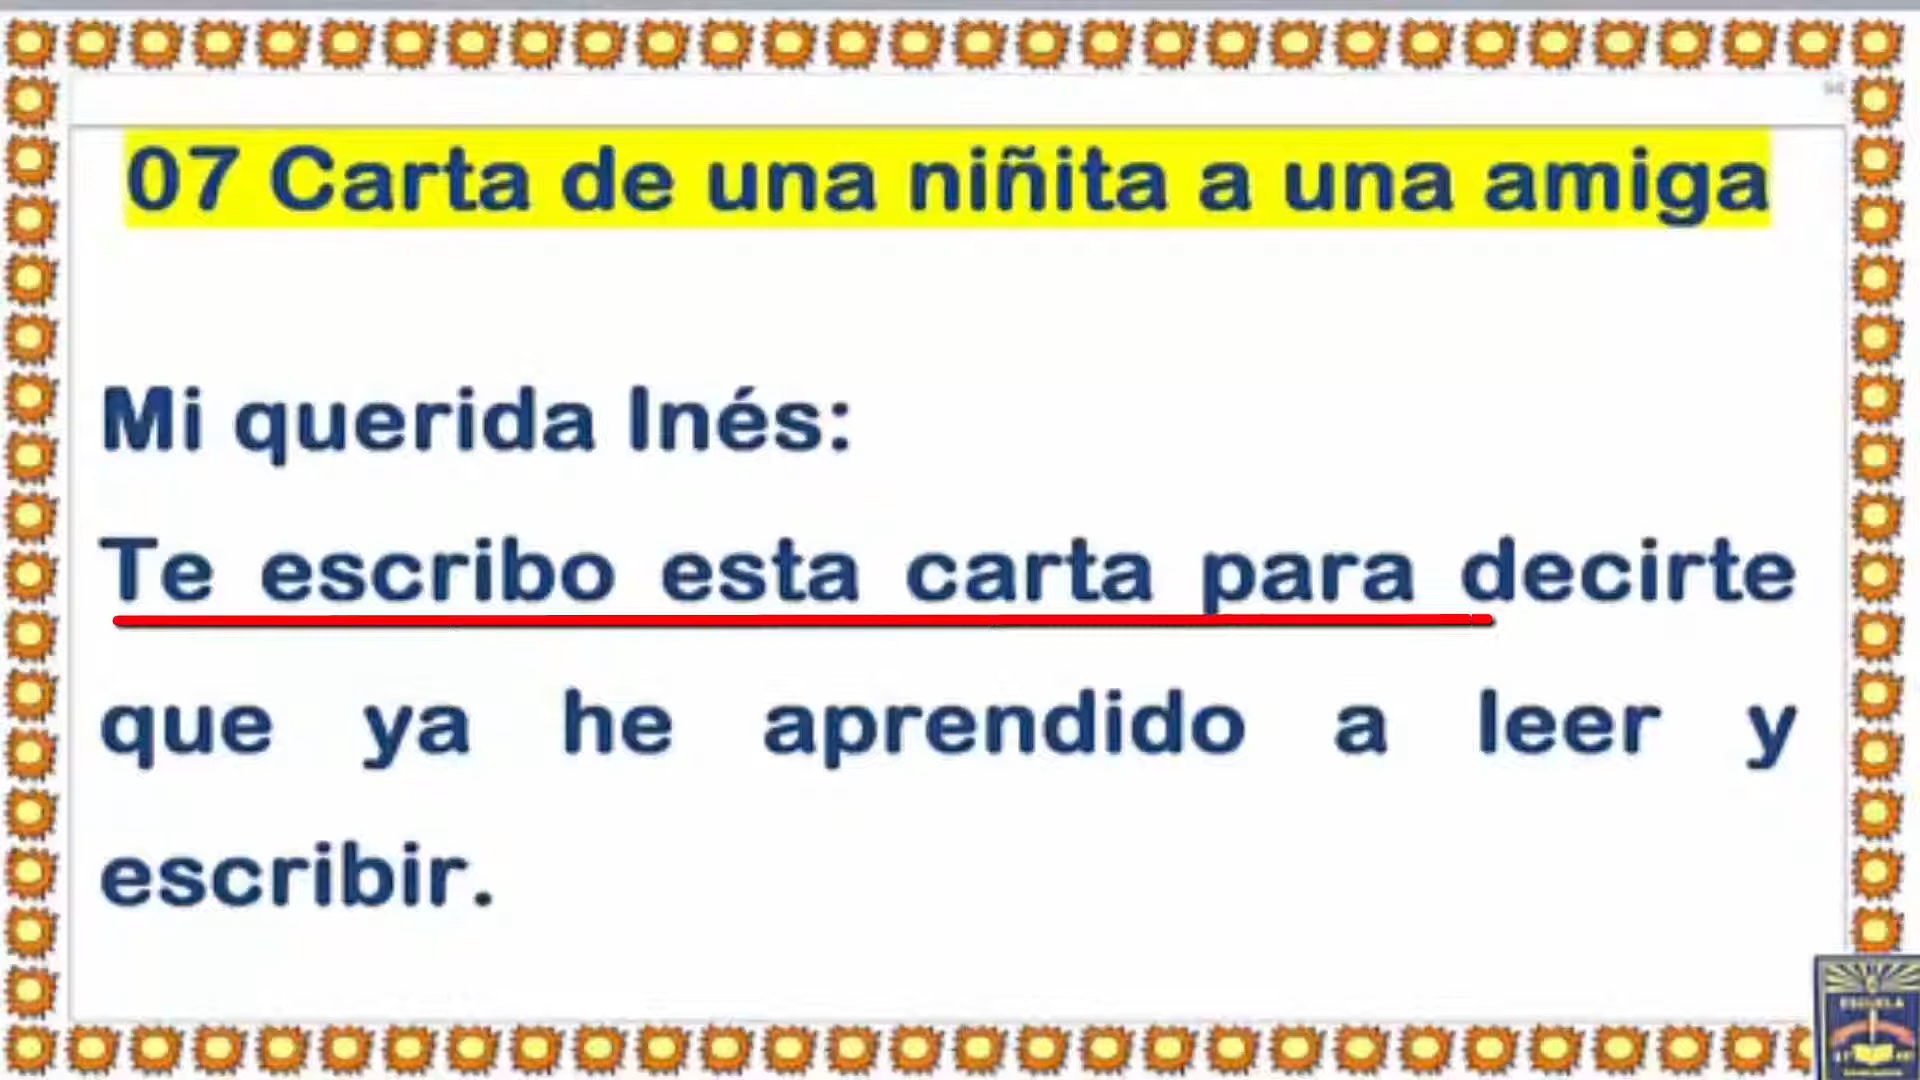 07 Carta de una niñita a una amiga
Mi querida Inés:
Te escribo esta carta para decirte
que ya he aprendido a leer y
escribir.
ESCUELA